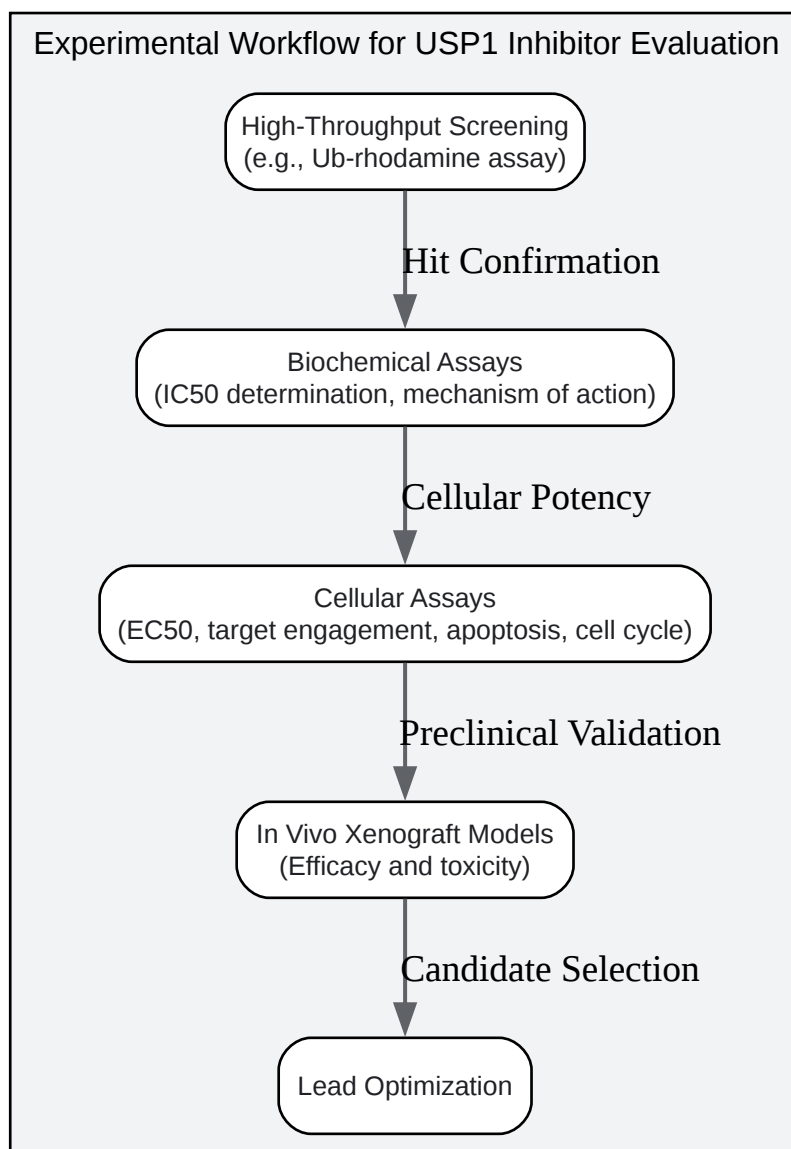 Experimental Workflow for USP1 Inhibitor Evaluation
High-Throughput Screening
(e.g., Ub-rhodamine assay)
Hit Confirmation
Biochemical Assays
(IC50 determination, mechanism of action)
Cellular Potency
Cellular Assays
(EC50, target engagement, apoptosis, cell cycle)
Preclinical Validation
In Vivo Xenograft Models
(Efficacy and toxicity)
Candidate Selection
Lead Optimization